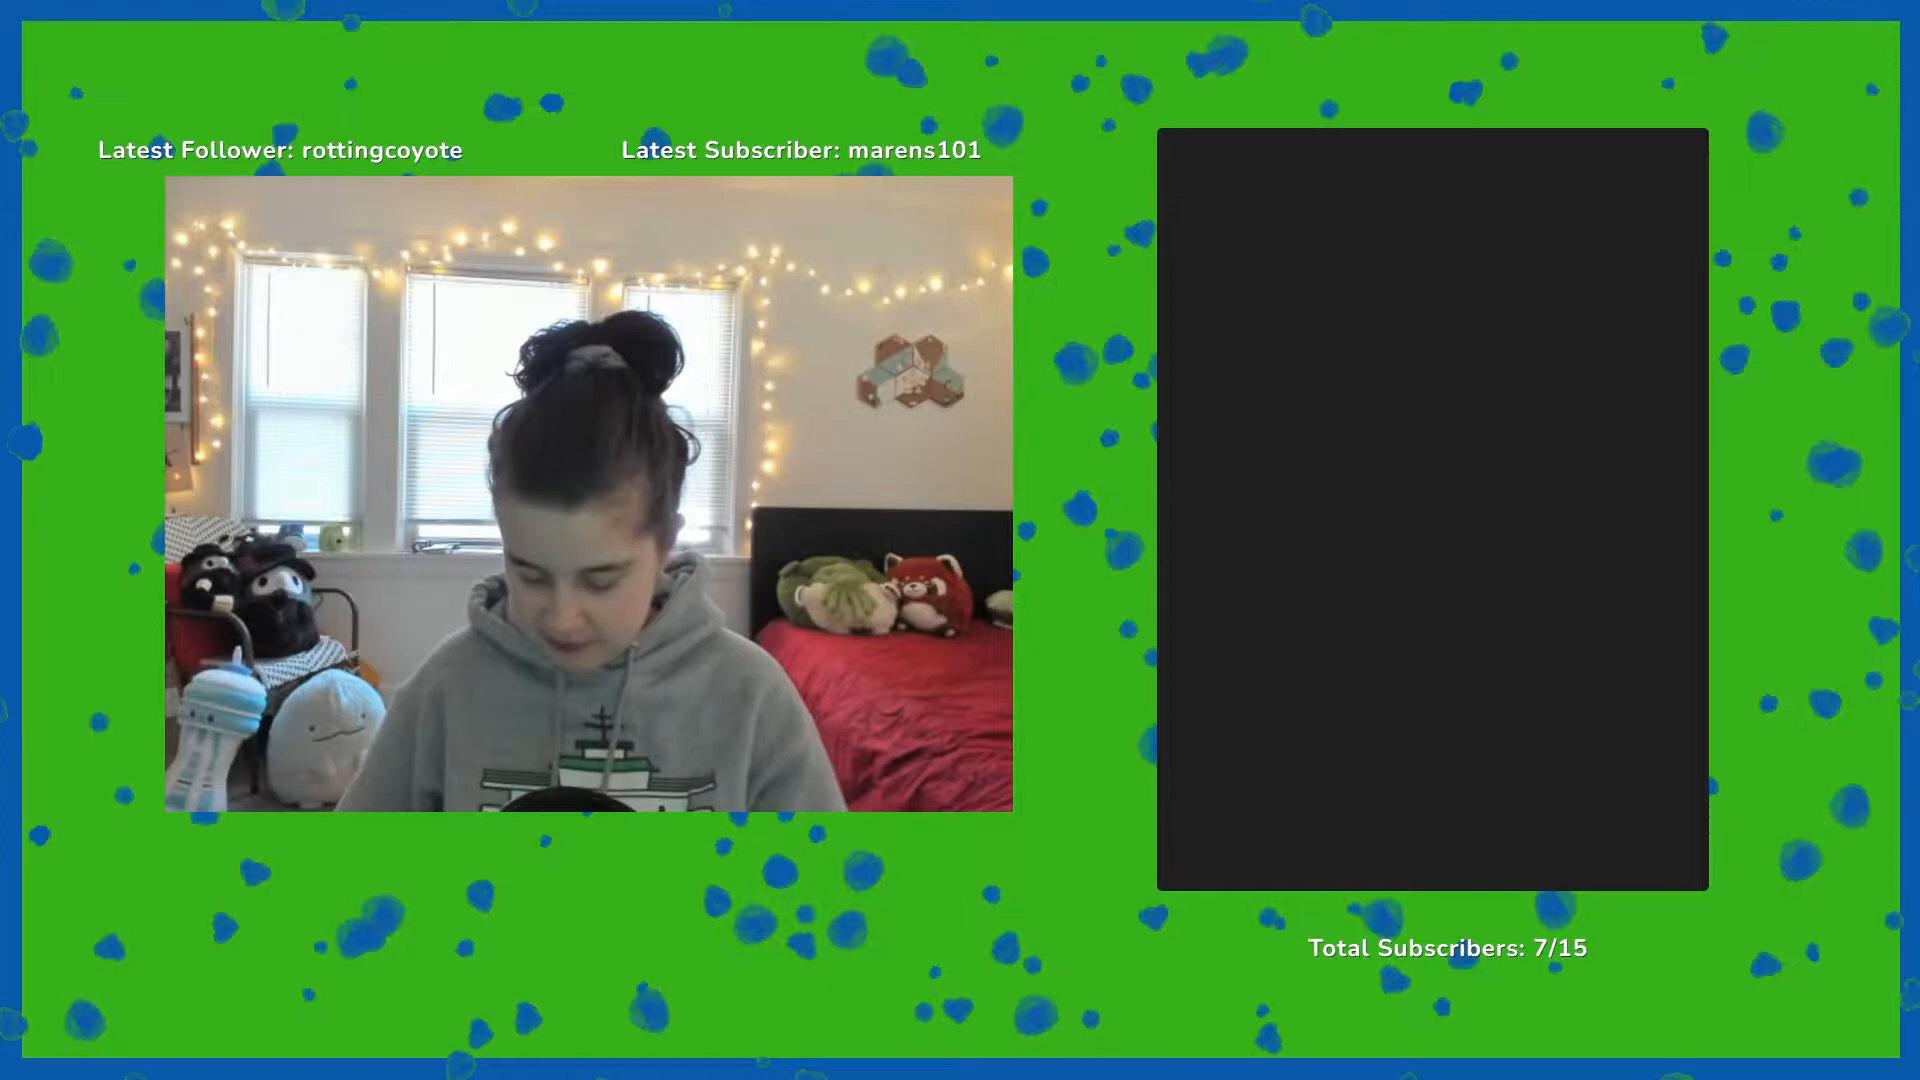 Latest Follower: rottingcoyote
Latest Subscriber: marens101
Total Subscribers: 7/15